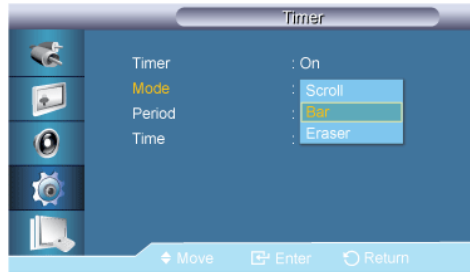 Timer
Timer : On
Mode : Scroll
Bar
Period :
Eraser
Time :
Move Enter Return